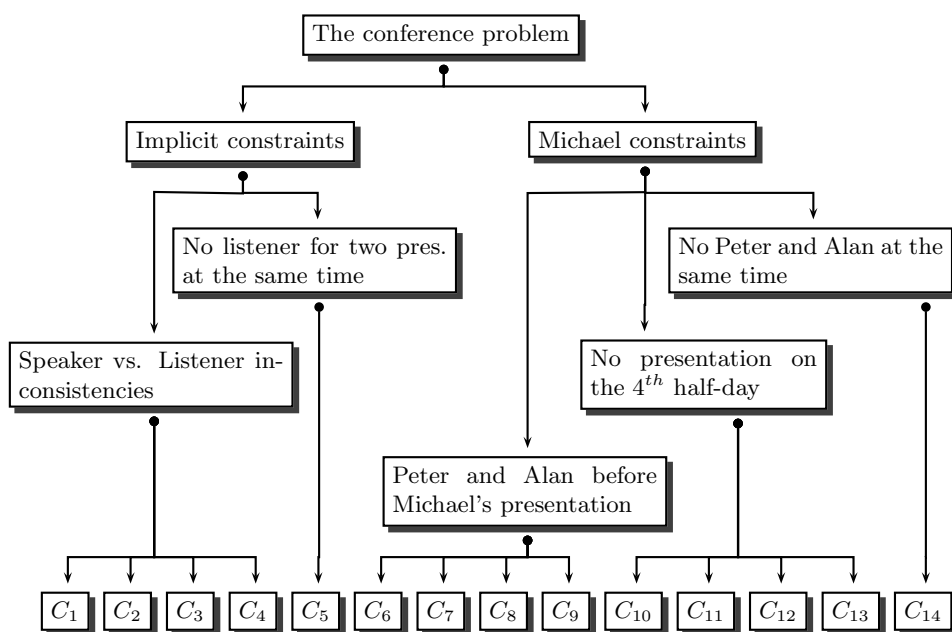 The conference problem
Implicit constraints
Michael constraints
No listener for two pres.
at the same time
No Peter and Alan at the
same time
Speaker vs. Listener in-
consistencies
No presentation on
the 4th half-day
Peter and Alan before
Michael's presentation
C1 C2 C3 C4 C5 C6 C7 C8 C9 C10 C11 C12 C13 C14